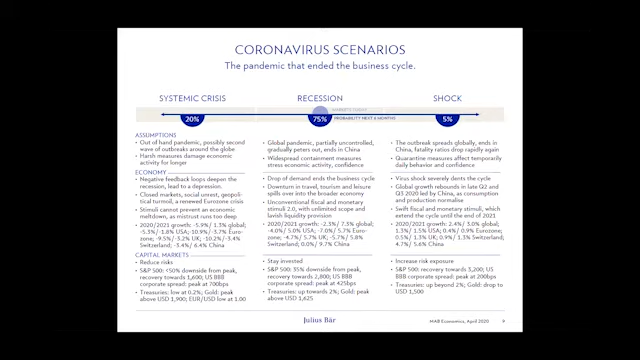 CORONAVIRUS SCENARIOS
The pandemic that ended the business cycle.
SYSTEMIC CRISIS
20%
ASSUMPTIONS
• Out of hand pandemic, possibly second
wave of outbreaks around the globe
• Harsh measures damage economic
activity for longer
ECONOMY
• Negative feedback loops deepen the
recession, lead to a depression.
• Closed markets, social unrest, geopoli-
tical turmoil, a renewed Eurozone crisis
• Stimuli cannot prevent an economic
meltdown, as mistrust runs too deep
• 2020/2021 growth: -5.9%/ 1.3% global;
-5.3%/-1.8% USA; -10.9%/-3.7% Euro-
zone; -9.5%/-3.2% UK; -10.2%/-3.4%
Switzerland; -3.4%/ 6.4% China
CAPITAL MARKETS
• Reduce risks
• S&P 500: <50% downside from peak,
recovery towards 1,600; US BBB
corporate spread: peak at 700bps
• Treasuries: low at 0.2%; Gold: peak
above USD 1,900; EUR/USD low at 1.00
RECESSION
75%
PROBABILITY NEXT 6 MONTHS
Global pandemic, partially uncontrolled,
gradually peters out, ends in China
• Widespread containment measures
stress economic activity, confidence
• Drop of demand ends the business cycle
• Downturn in travel, tourism and leisure
spills over into the broader economy
• Unconventional fiscal and monetary
stimuli 2.0, with unlimited scope and
lavish liquidity provision
• 2020/2021 growth: -2.3%/ 7.3% global;
-4.0%/ 5.0% USA; -7.0%/ 5.7% Euro-
zone; -4.7%/ 5.7% UK; -5.7%/ 5.8%
Switzerland; 0.0%/ 9.7% China
• Stay invested
• S&P 500: 35% downside from peak,
recovery towards 2,800; US BBB
corporate spread: peak at 425bps
• Treasuries: up towards 2%; Gold: peak
above USD 1,625
SHOCK
5%
• The outbreak spreads globally, ends in
China, fatality ratios drop rapidly again
• Quarantine measures affect temporarily
daily behavior and confidence
• Virus shock severely dents the cycle
• Global growth rebounds in late Q2 and
Q3 2020 led by China, as consumption
and production normalise
• Swift fiscal and monetary stimuli, which
extend the cycle until the end of 2021
• 2020/2021 growth: 2.4%/ 3.0% global;
1.3%/ 1.5% USA; 0.4%/ 0.9% Eurozone;
0.5%/ 1.3% UK; 0.9%/ 1.3% Switzerland;
4.7%/ 5.6% China
• Increase risk exposure
• S&P 500: recovery towards 3,200; US
BBB corporate spread: peak at 200bps
• Treasuries: up beyond 2%; Gold: drop to
USD 1,500
Julius Bär
MAB Economics, April 2020
9